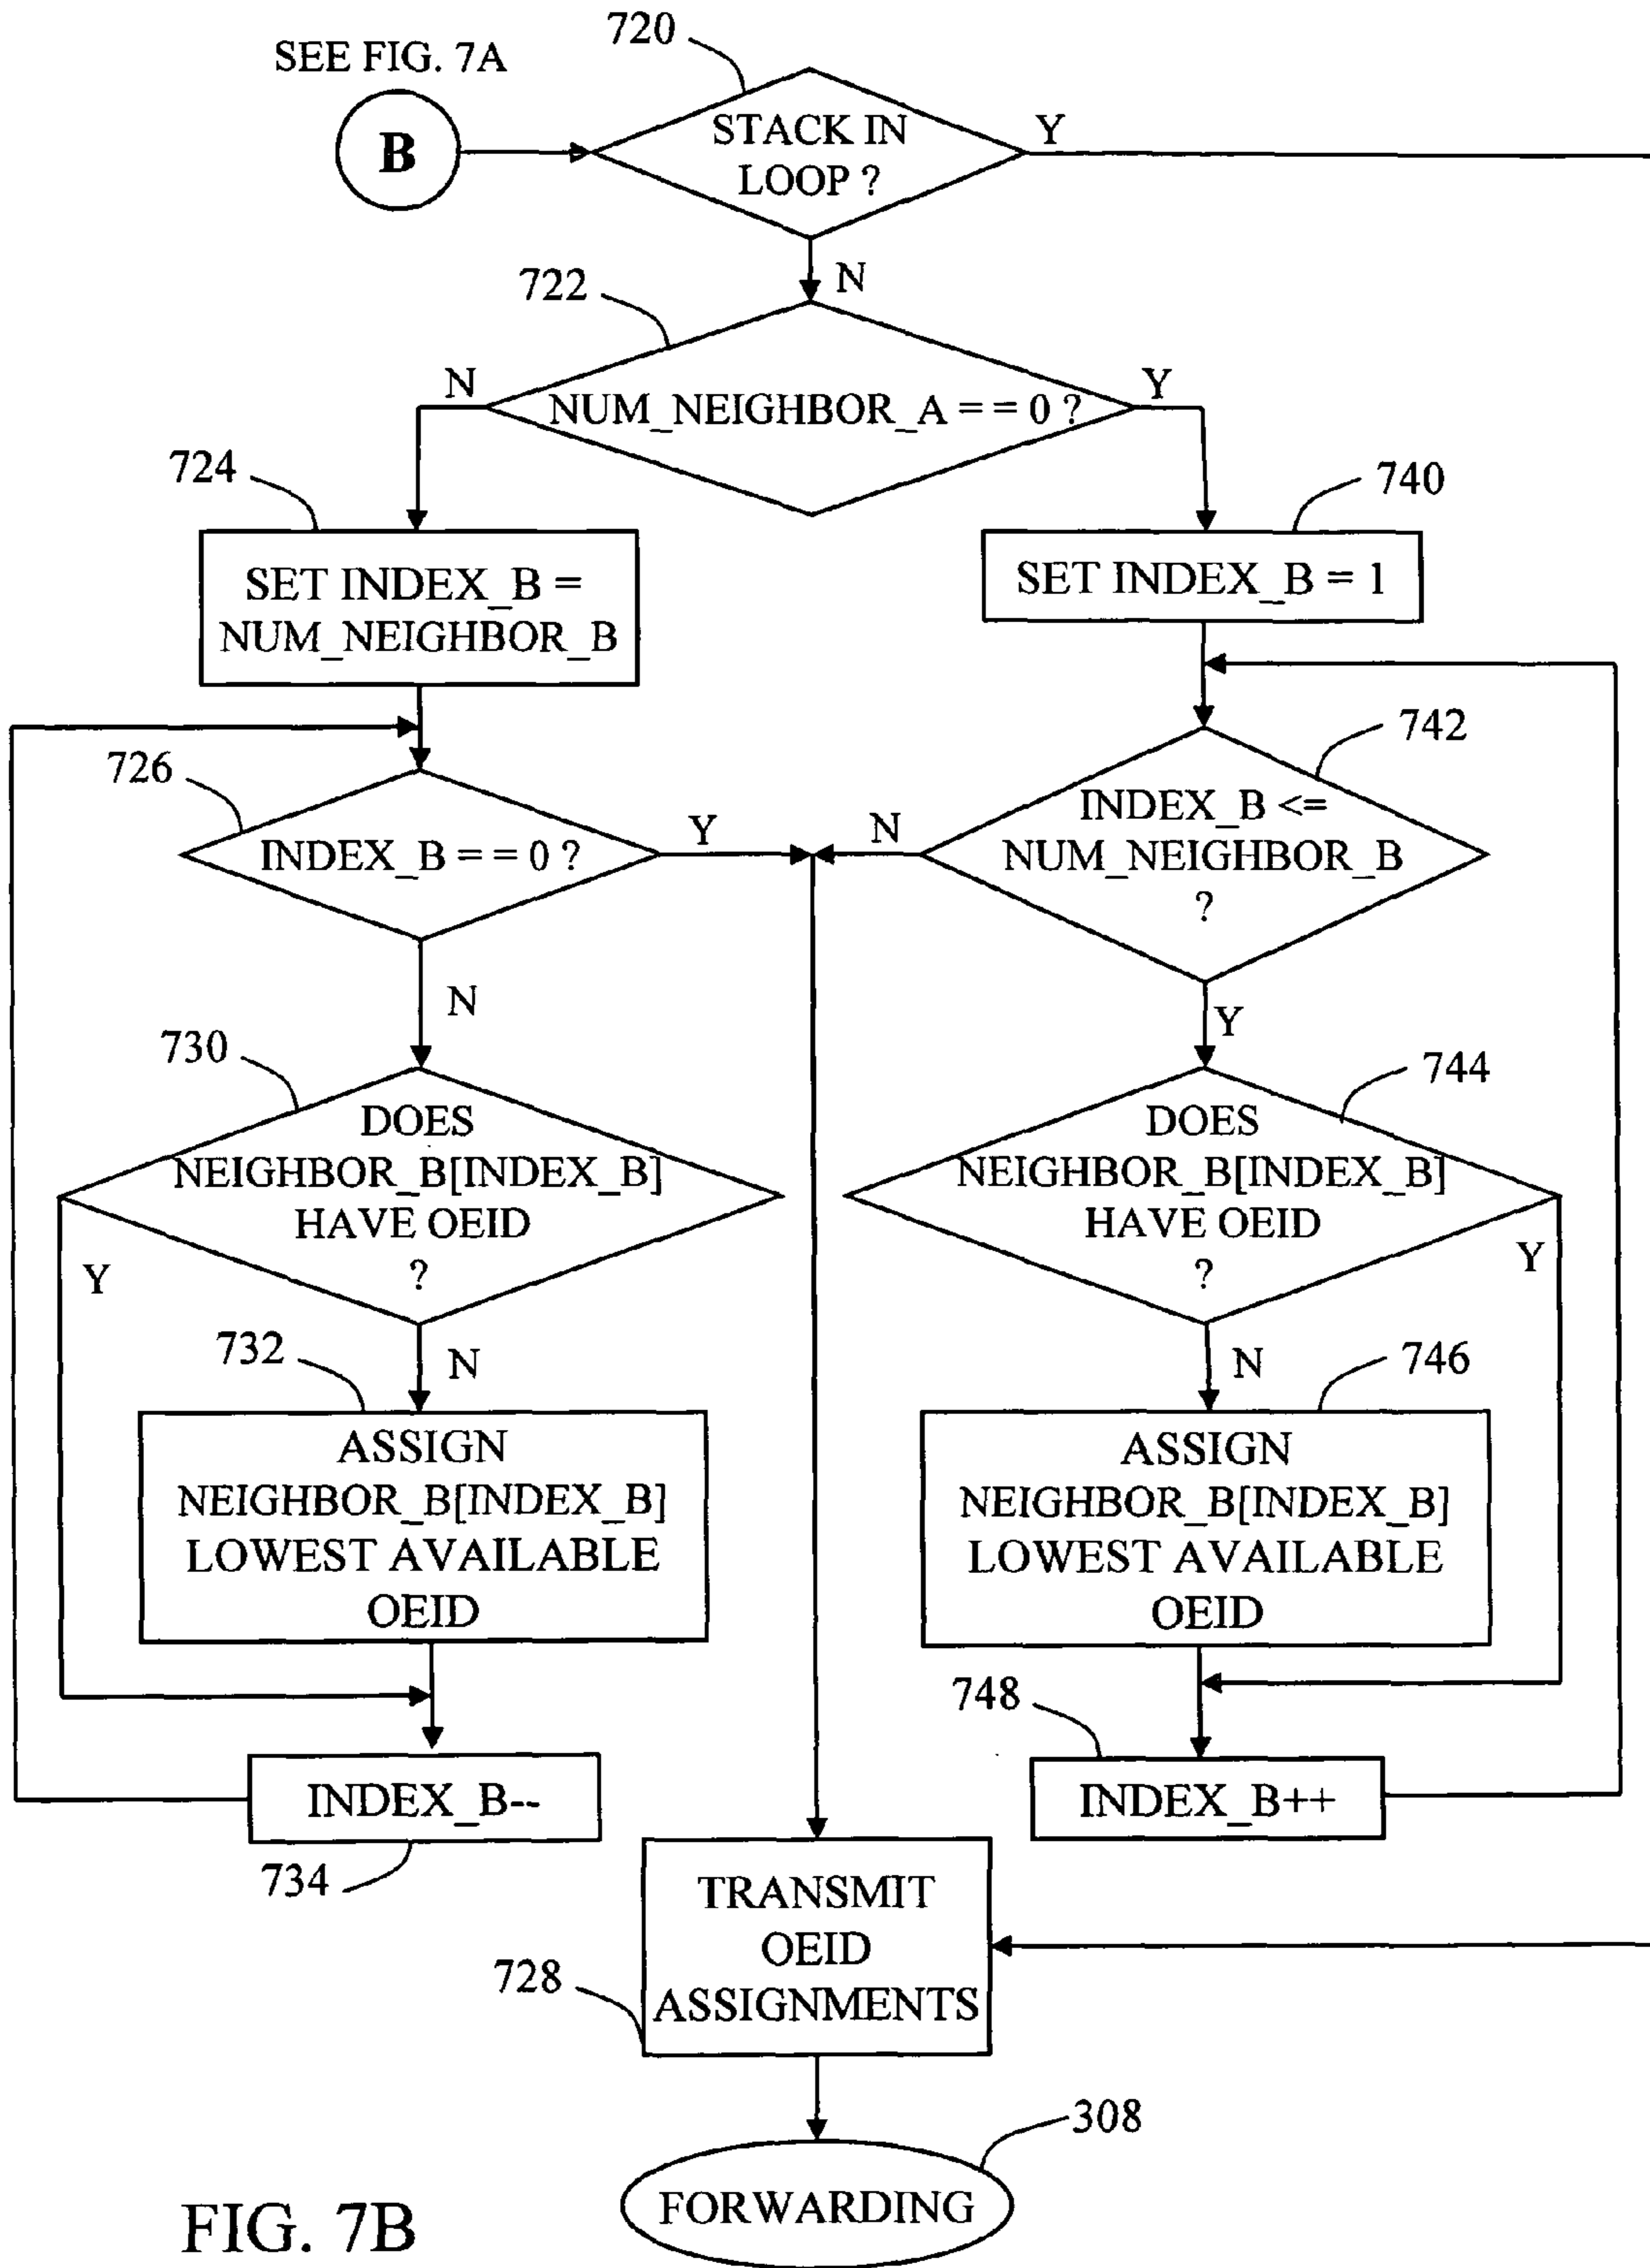 720
SEE FIG. 7A
B
STACK IN
LOOP ?
Y
N
722
NUM_NEIGHBOR_A = = 0 ?
N
Y
724
740
SET INDEX_B =
NUM_NEIGHBOR_B
SET INDEX_B = 1
726
742
INDEX_B = = 0 ?
Y
N
INDEX_B <=
NUM_NEIGHBOR_B
?
N
Y
730
744
DOES
NEIGHBOR_B[INDEX_B]
HAVE OEID
?
Y
DOES
NEIGHBOR_B[INDEX_B]
HAVE OEID
?
Y
732
N
N
746
ASSIGN
NEIGHBOR_B[INDEX_B]
LOWEST AVAILABLE
OEID
ASSIGN
NEIGHBOR_B[INDEX_B]
LOWEST AVAILABLE
OEID
748
INDEX_B--
INDEX_B++
734
TRANSMIT
OEID
ASSIGNMENTS
728
308
FORWARDING
FIG. 7B